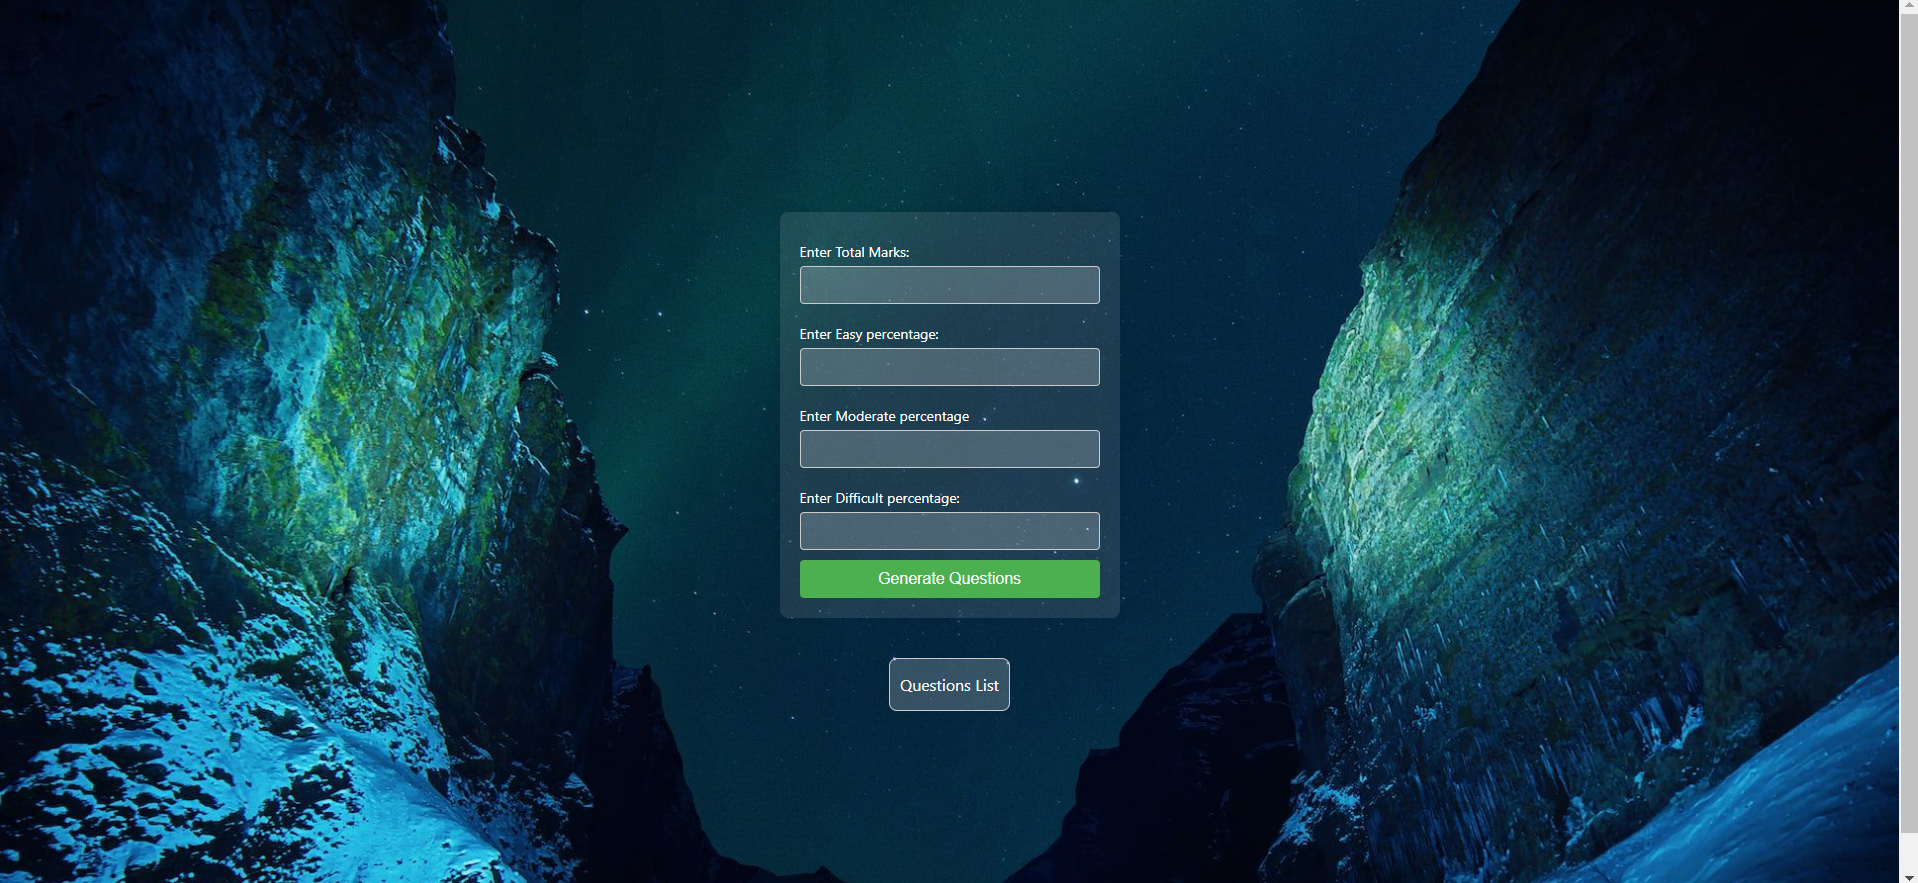 Enter Total Marks:
Enter Easy percentage:
Enter Moderate percentage
Enter Difficult percentage:
Generate Questions
Questions List